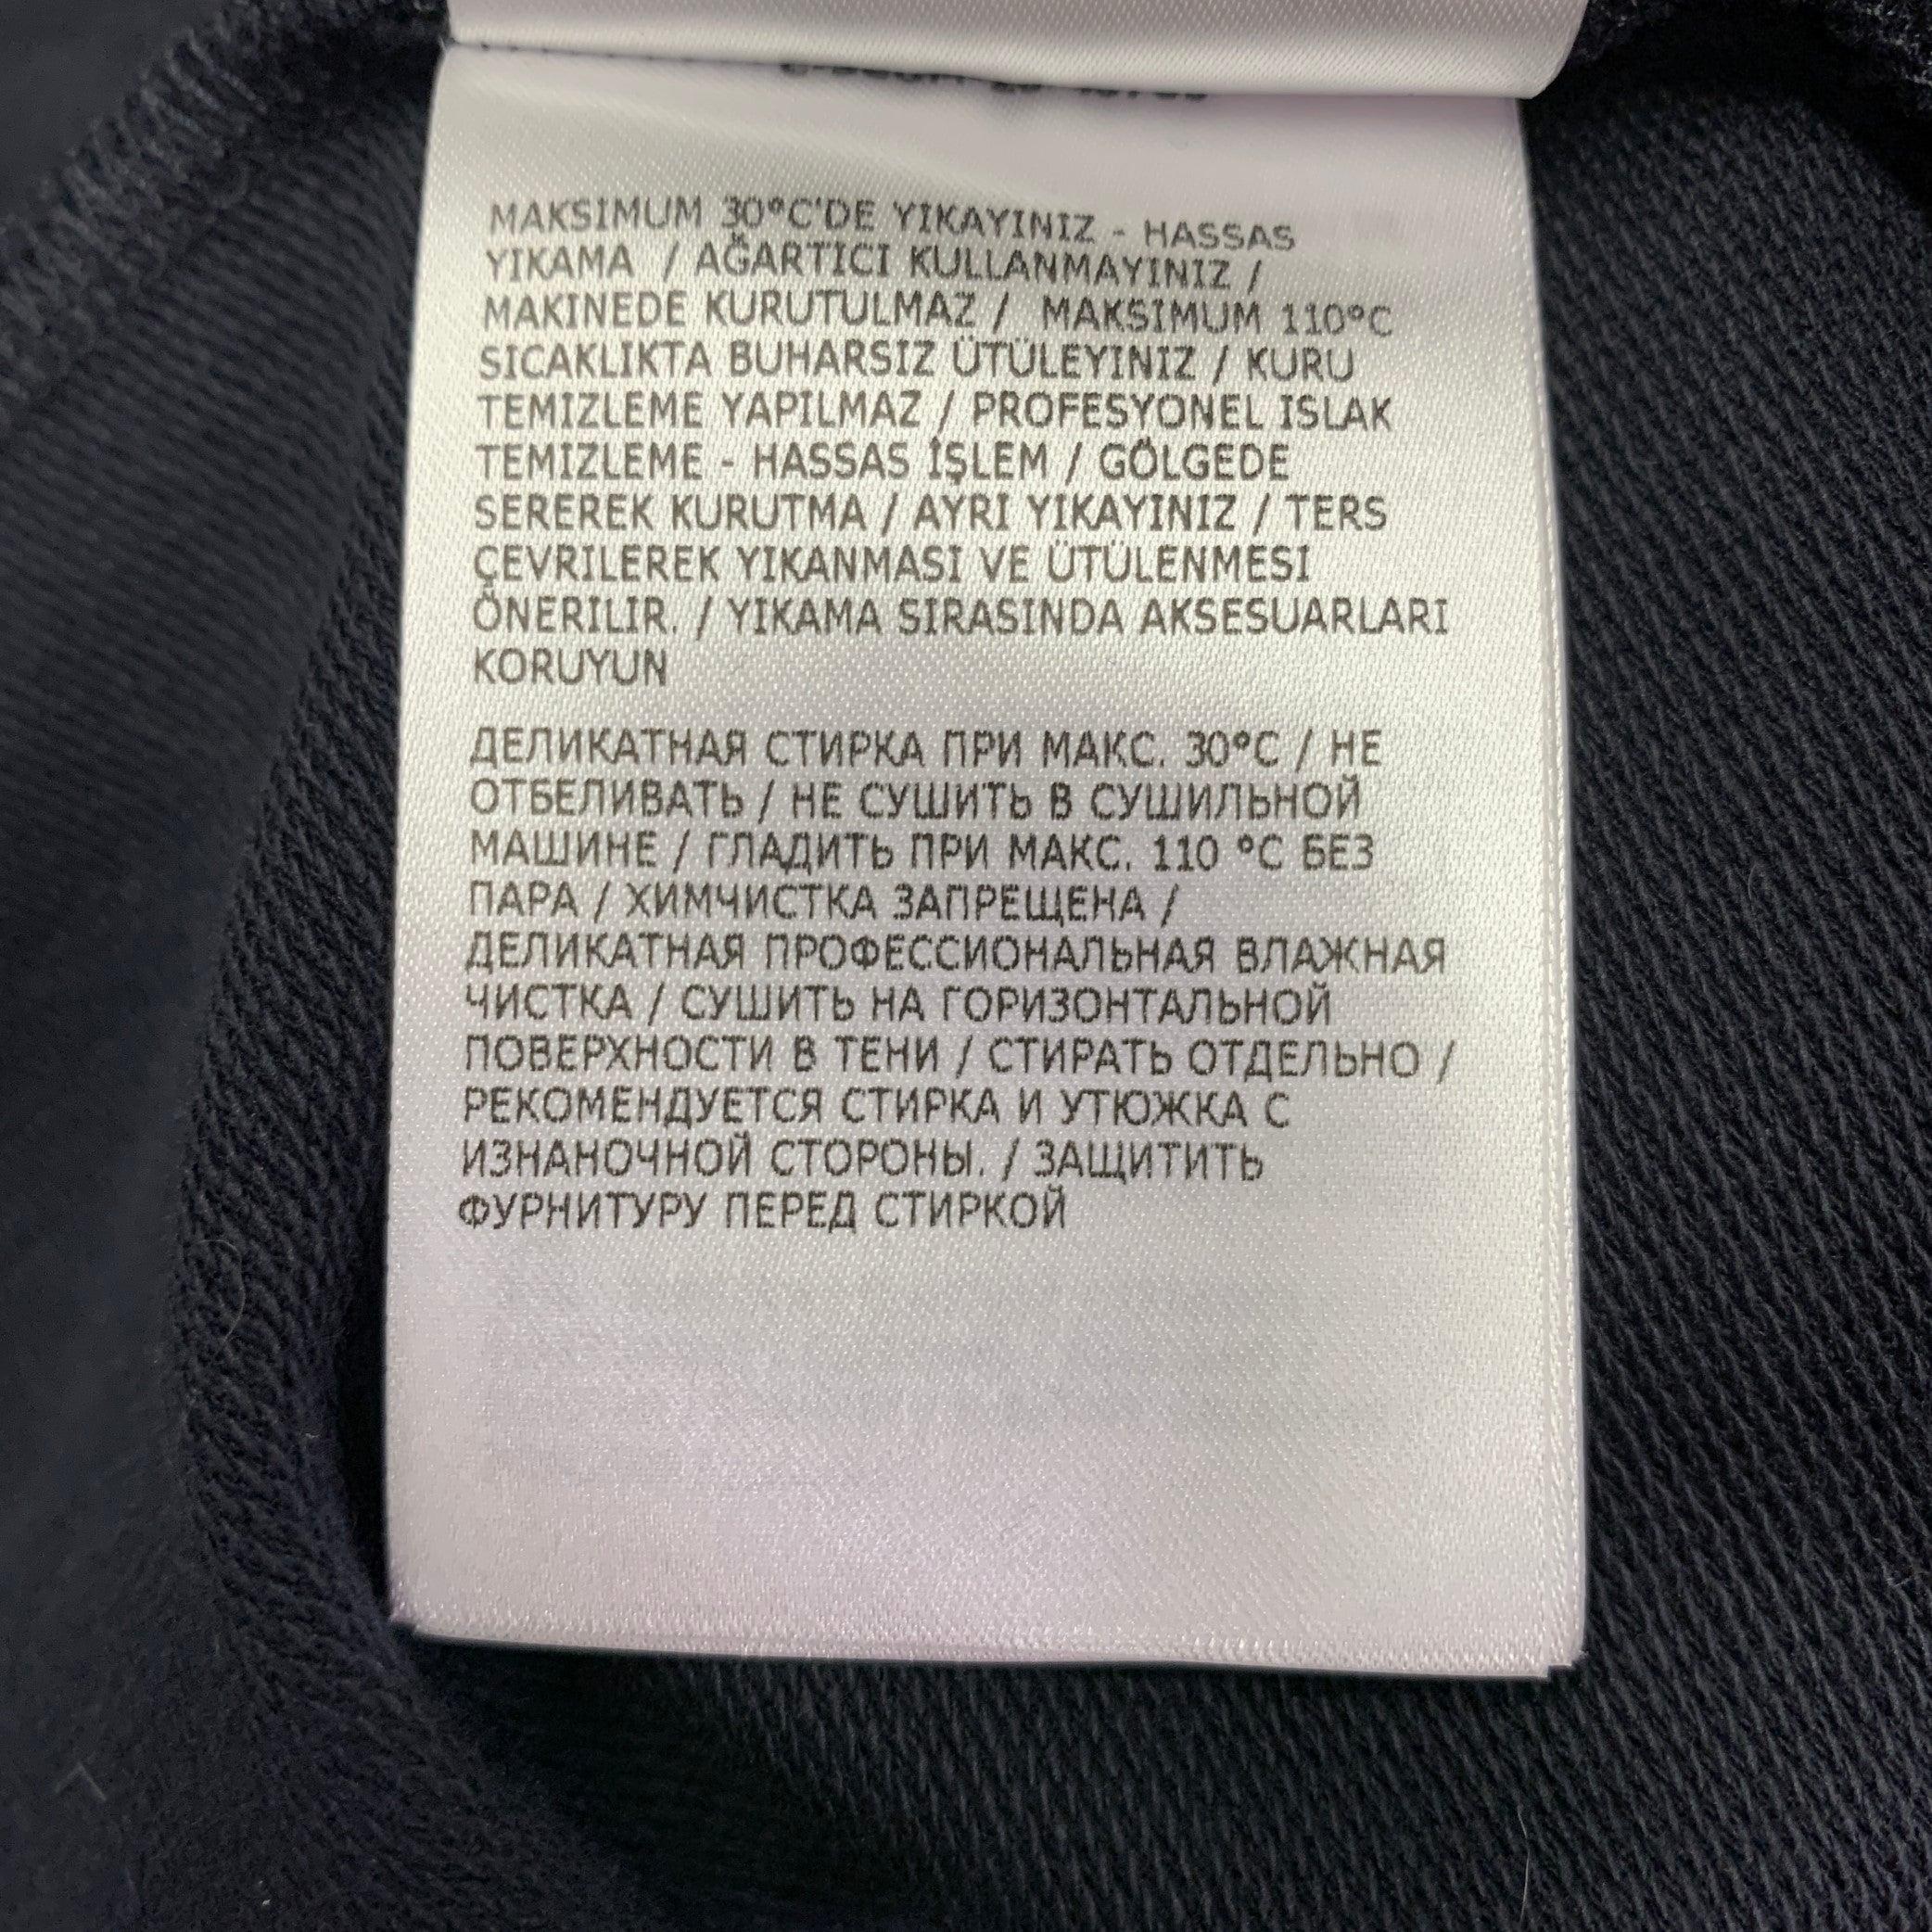 MAKSIMUM 30°C'DE YIKAYINIZ - HASSAS
YIKAMA / AĞARTICI KULLANMAYINIZ /
MAKINEDE KURUTULMAZ / MAKSIMUM 110°C
SICAKLIKTA BUHARSIZ ÜTÜLEYINIZ / KURU
TEMIZLEME YAPILMAZ / PROFESYONEL ISLAK
TEMIZLEME - HASSAS İŞLEM / GÖLGEDE
SEREREK KURUTMA / AYRI YIKAYINIZ / TERS
ÇEVRILEREK YIKANMASI VE ÜTÜLENMESI
ÖNERILIR. / YIKAMA SIRASINDA AKSESUARLARI
KORUYUN
ДЕЛИКАТНАЯ СТИРКА ПРИ МАКС. 30°C / НЕ
ОТБЕЛИВАТЬ / НЕ СУШИТЬ В СУШИЛЬНОЙ
МАШИНЕ / ГЛАДИТЬ ПРИ МАКС. 110 °C БЕЗ
ПАРА / ХИМЧИСТКА ЗАПРЕЩЕНА /
ДЕЛИКАТНАЯ ПРОФЕССИОНАЛЬНАЯ ВЛАЖНАЯ
ЧИСТКА / СУШИТЬ НА ГОРИЗОНТАЛЬНОЙ
ПОВЕРХНОСТИ В ТЕНИ / СТИРАТЬ ОТДЕЛЬНО /
РЕКОМЕНДУЕТСЯ СТИРКА И УТЮЖКА С
ИЗНАНОЧНОЙ СТОРОНЫ. / ЗАЩИТИТЬ
ФУРНИТУРУ ПЕРЕД СТИРКОЙ